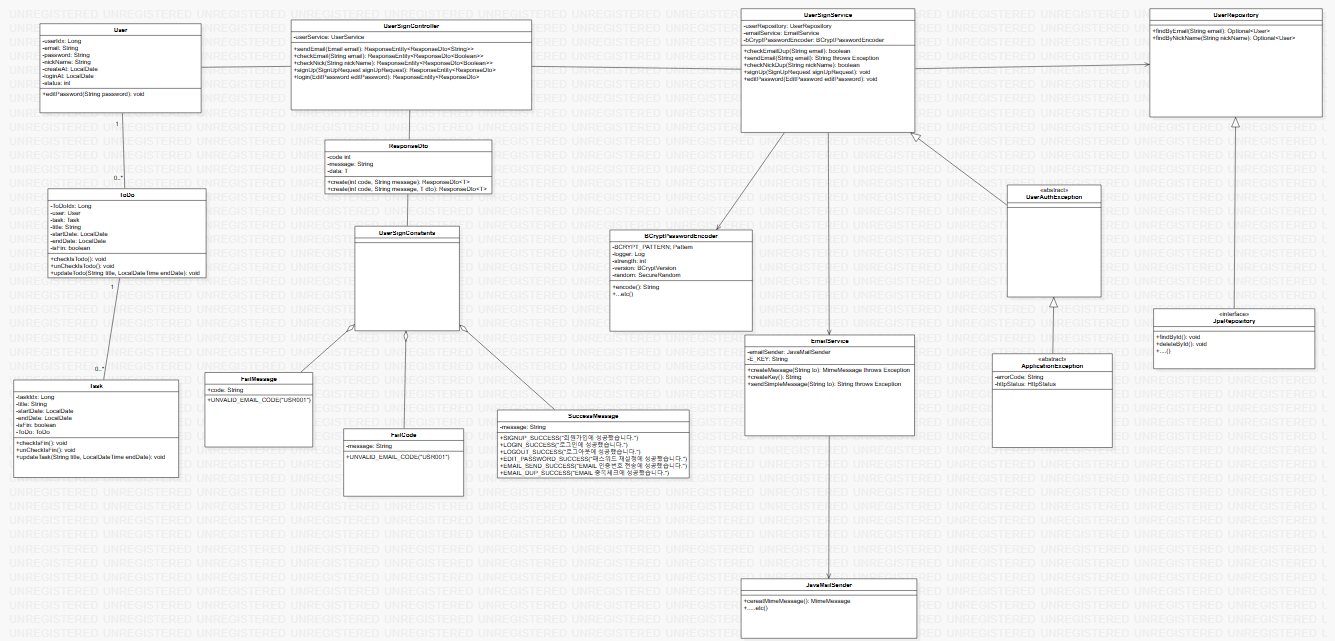 User
-userIdx: Long
-email: String
-password: String
-nickName: String
-createAt: LocalDate
-loginAt: LocalDate
-status: int
+editPassword(String password): void
1
0..*
ToDo
-ToDoIdx: Long
-user: User
-task: Task
-title: String
-startDate: LocalDate
-endDate: LocalDate
-isFin: boolean
+checkIsTodo(): void
+unCheckIsTodo(): void
+updateTodo(String title, LocalDateTime endDate): void
1
0..*
Task
-taskIdx: Long
-title: String
-startDate: LocalDate
-endDate: LocalDate
-isFin: boolean
-ToDo: ToDo
+checkIsFin(): void
+unCheckIsFin(): void
+updateTask(String title, LocalDateTime endDate): void
UserSignController
-userService: UserService
+sendEmail(Email email): ResponseEntity<ResponseDto<String>>
+checkEmail(String email): ResponseEntity<ResponseDto<Boolean>>
+checkNick(String nickName): ResponseEntity<ResponseDto<Boolean>>
+signUp(SignUpRequest signUpRequest): ResponseEntity<ResponseDto>
+login(EditPassword editPassword): ResponseEntity<ResponseDto>
ResponseDto
-code int
-message: String
-data: T
+create(int code, String message): ResponseDto<T>
+create(int code, String message, T dto): ResponseDto<T>
UserSignConstants
FailMessage
+code: String
+UNVALID_EMAIL_CODE("USR001")
FailCode
-message: String
+UNVALID_EMAIL_CODE("USR001")
SuccessMessage
-message: String
+SIGNUP_SUCCESS("회원가입에 성공했습니다.")
+LOGIN_SUCCESS("로그인에 성공했습니다.")
+LOGOUT_SUCCESS("로그아웃에 성공했습니다.")
+EDIT_PASSWORD_SUCCESS("패스워드 재설정에 성공했습니다.")
+EMAIL_SEND_SUCCESS("EMAIL 인증번호 전송에 성공했습니다.")
+EMAIL_DUP_SUCCESS("EMAIL 중복체크에 성공했습니다.")
UserSignService
-userRepository: UserRepository
-emailService: EmailService
-bCryptPasswordEncoder: BCryptPasswordEncoder
+checkEmailDup(String email): boolean
+sendEmail(String email): String throws Exception
+checkNickDup(String nickName): boolean
+signUp(SignUpRequest signUpRequest): void
+editPassword(EditPassword editPassword): void
BCryptPasswordEncoder
-BCRYPT_PATTERN: Pattern
-logger: Log
-strength: int
-version: BCryptVersion
-random: SecureRandom
+encode(): String
+...etc()
EmailService
-emailSender: JavaMailSender
-E_KEY: String
+createMessage(String to): MimeMessage throws Exception
+createKey(): String
+sendSimpleMessage(String to): String throws Exception
JavaMailSender
+cereatMimeMessage(): MimeMessage
+.....etc()
«abstract»
UserAuthException
«abstract»
ApplicationException
-errorCode: String
-httpStatus: HttpStatus
UserRepository
+findByEmail(String email): Optional<User>
+findByNickName(String nickName): Optional<User>
«interface»
JpaRepository
+findById(): void
+deleteById(): void
+....()